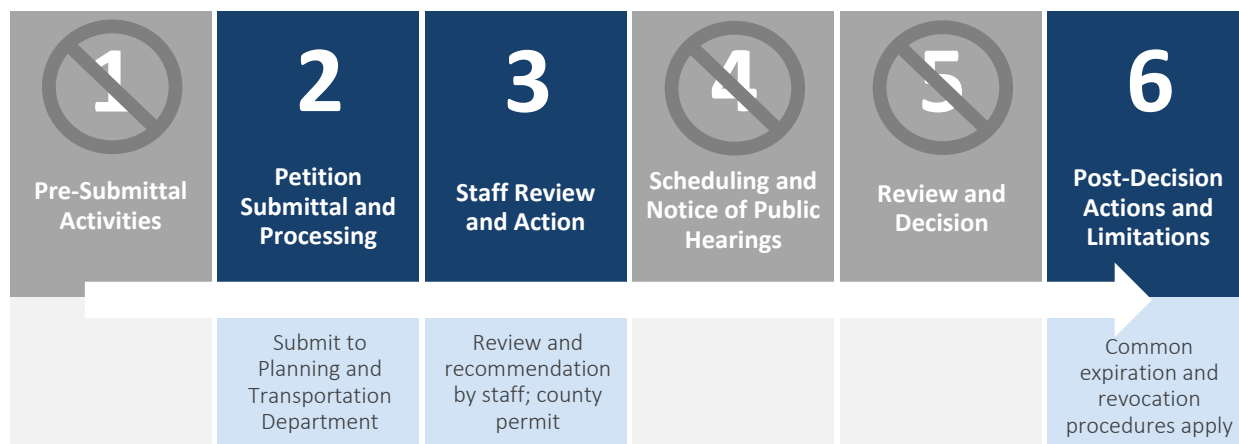 1
Pre-Submittal
Activities
2
Petition
Submittal and
Processing
Submit to
Planning and
Transportation
Department
3
Staff Review
and Action
Review and
recommendation
by staff; county
permit
4
Scheduling and
Notice of Public
Hearings
5
Review and
Decision
6
Post-Decision
Actions and
Limitations
Common
expiration and
revocation
procedures apply